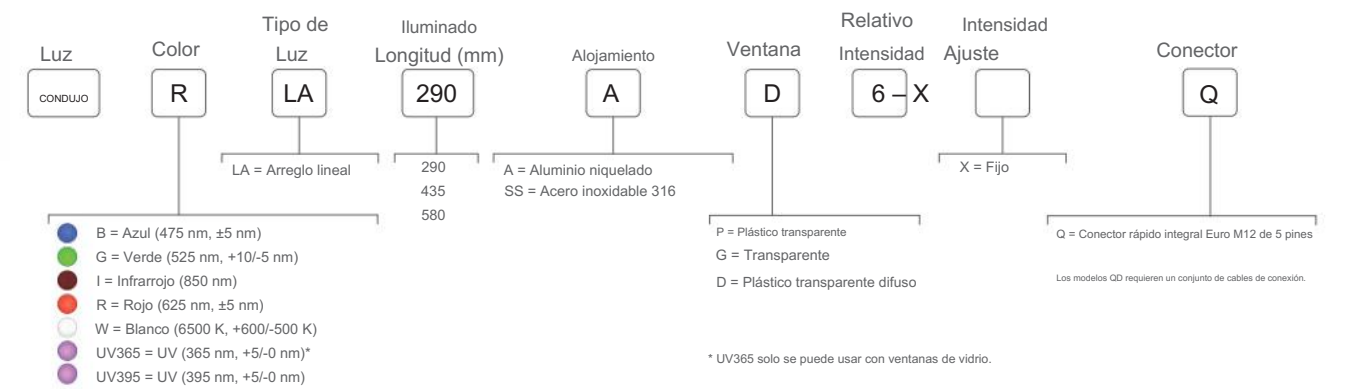 Luz
Color
Tipo de
Luz
Iluminado
Longitud (mm)
Alojamiento
Ventana
Relativo
Intensidad
Intensidad
Ajuste
Conector
CONDUJO
R
LA
290
A
D
6 – X
Q
LA = Arreglo lineal
290
435
580
A = Aluminio niquelado
SS = Acero inoxidable 316
X = Fijo
B = Azul (475 nm, ±5 nm)
G = Verde (525 nm, +10/-5 nm)
I = Infrarrojo (850 nm)
R = Rojo (625 nm, ±5 nm)
W = Blanco (6500 K, +600/-500 K)
UV365 = UV (365 nm, +5/-0 nm)*
UV395 = UV (395 nm, +5/-0 nm)
P = Plástico transparente
G = Transparente
D = Plástico transparente difuso
* UV365 solo se puede usar con ventanas de vidrio.
Q = Conector rápido integral Euro M12 de 5 pines
Los modelos QD requieren un conjunto de cables de conexión.